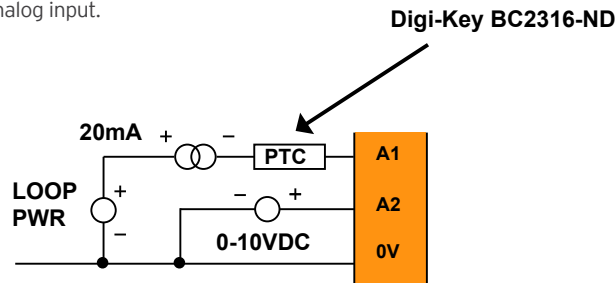 analog input.
Digi-Key BC2316-ND
20mA + –
PTC
A1
LOOP
PWR
+
–
– +
A2
0-10VDC
0V